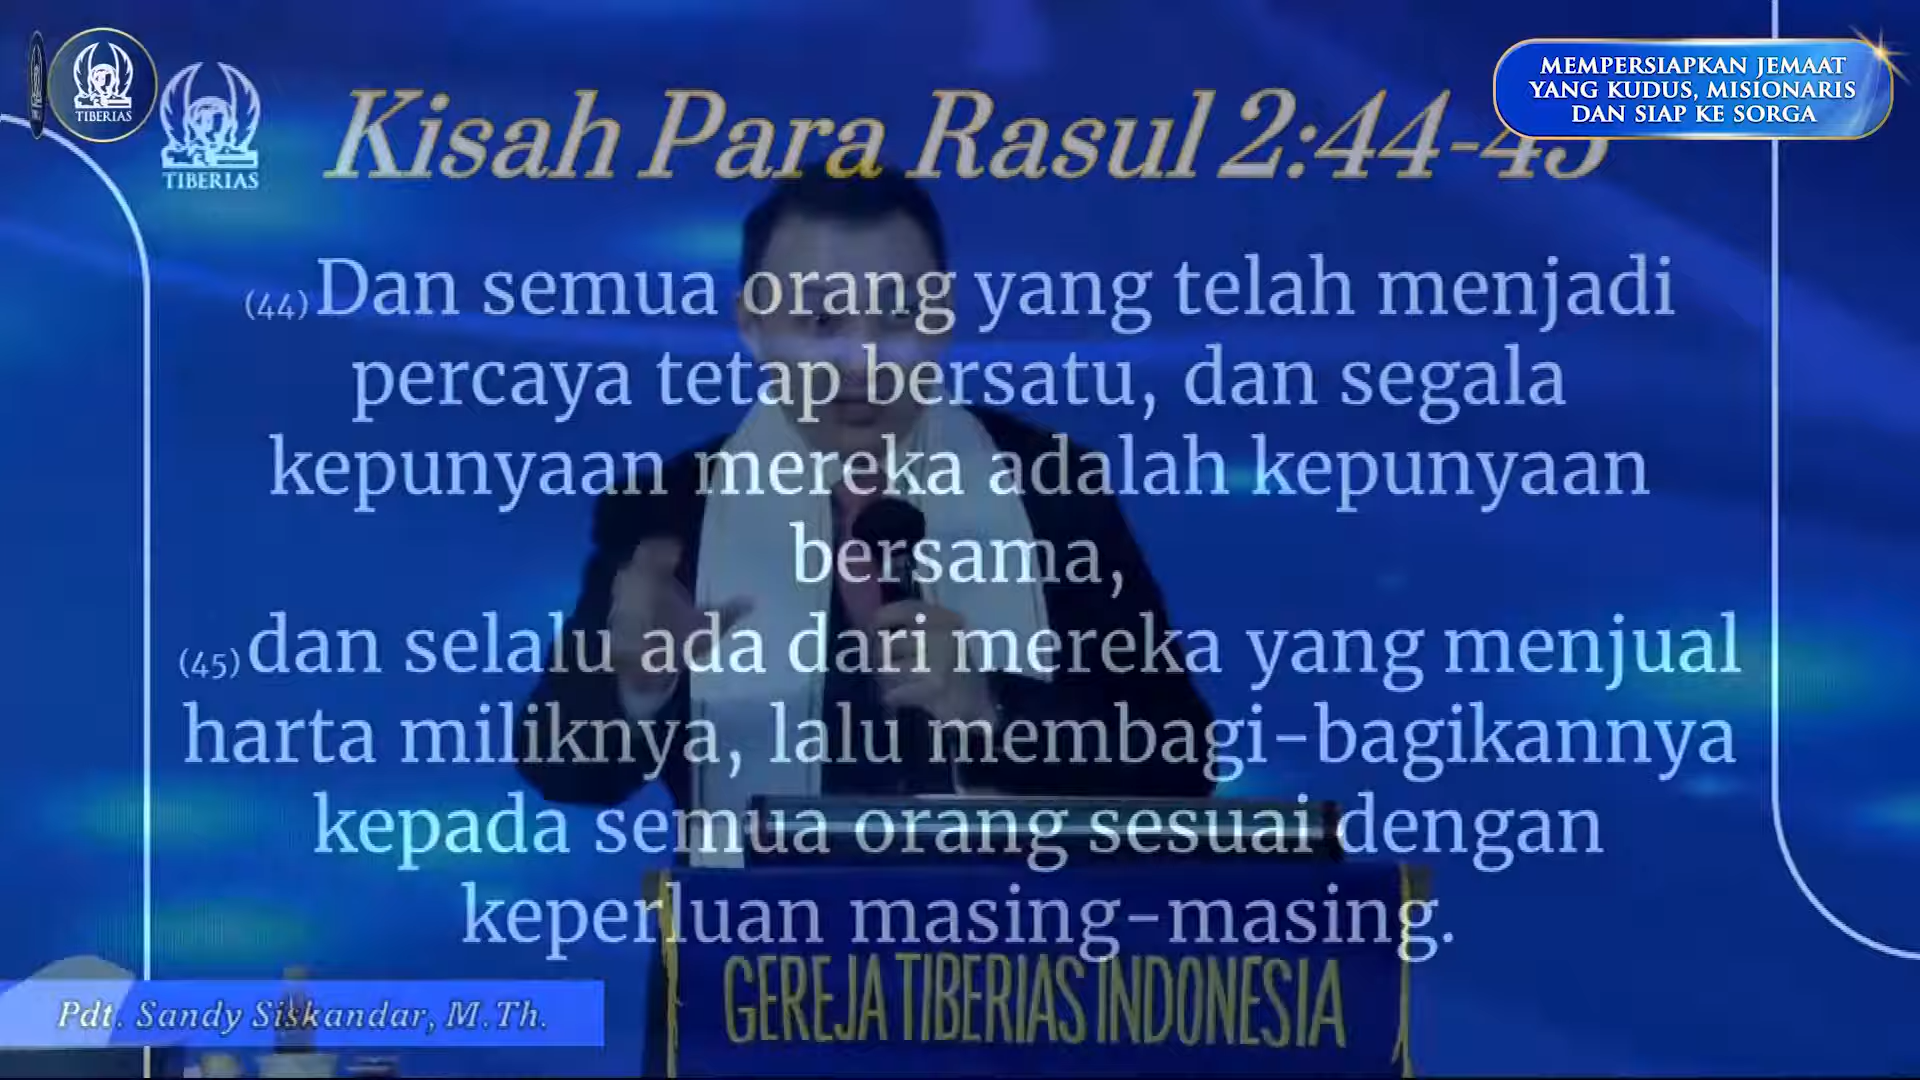 TIBERIAS
TIBERIAS
Kisah Para Rasul 2:44-45
MEMPERSIAPKAN JEMAAT
YANG KUDUS, MISIONARIS
DAN SIAP KE SORGA
(44) Dan semua orang yang telah menjadi
percaya tetap bersatu, dan segala
kepunyaan mereka adalah kepunyaan
bersama,
(45) dan selalu ada dari mereka yang menjual
harta miliknya, lalu membagi-bagikannya
kepada semua orang sesuai dengan
keperluan masing-masing.
Pdt. Sandy Siskandar, M.Th.
GEREJA TIBERIAS INDONESIA